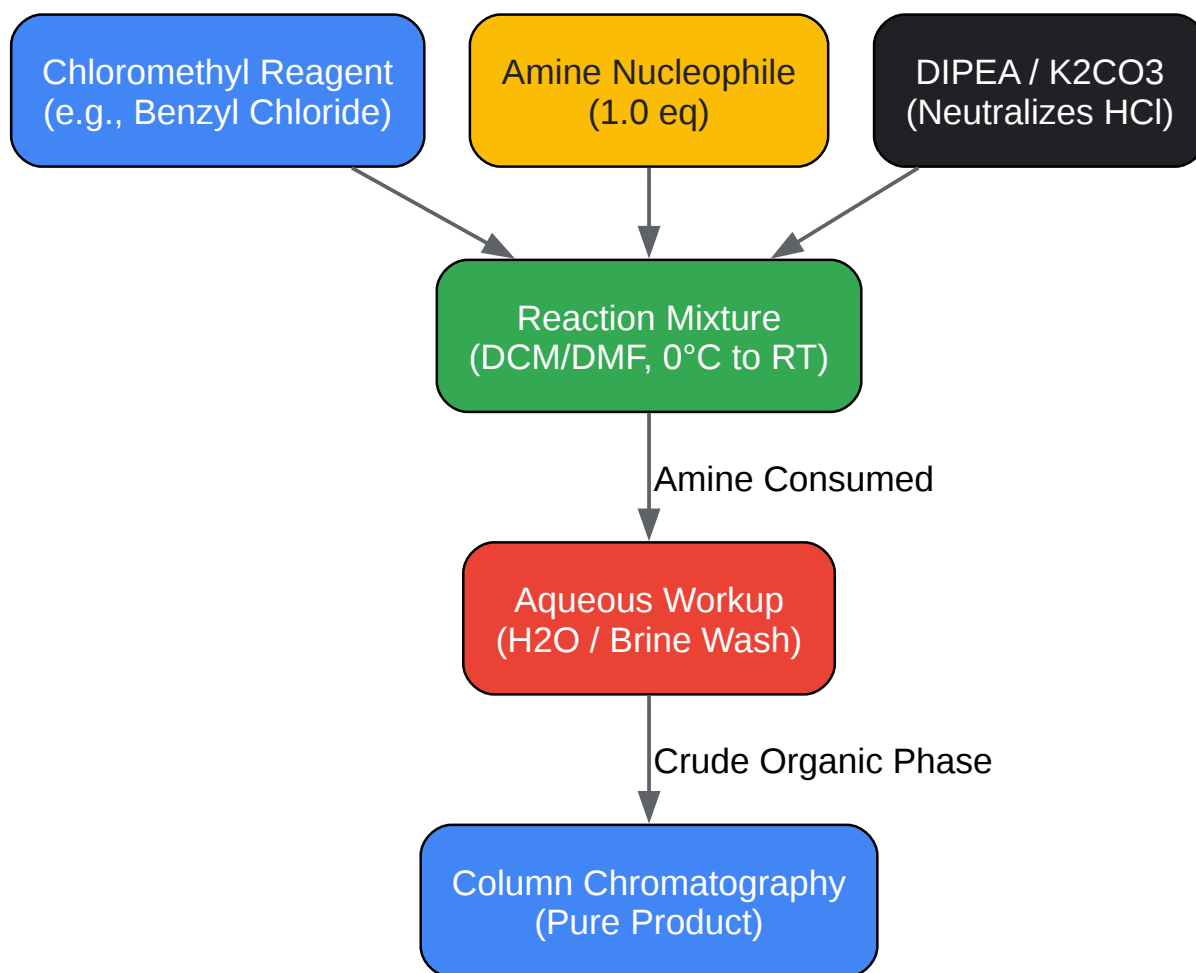 Chloromethyl Reagent
(e.g., Benzyl Chloride)
Amine Nucleophile
(1.0 eq)
DIPEA / K2CO3
(Neutralizes HCl)
Reaction Mixture
(DCM/DMF, 0°C to RT)
Amine Consumed
Aqueous Workup
(H2O / Brine Wash)
Crude Organic Phase
Column Chromatography
(Pure Product)